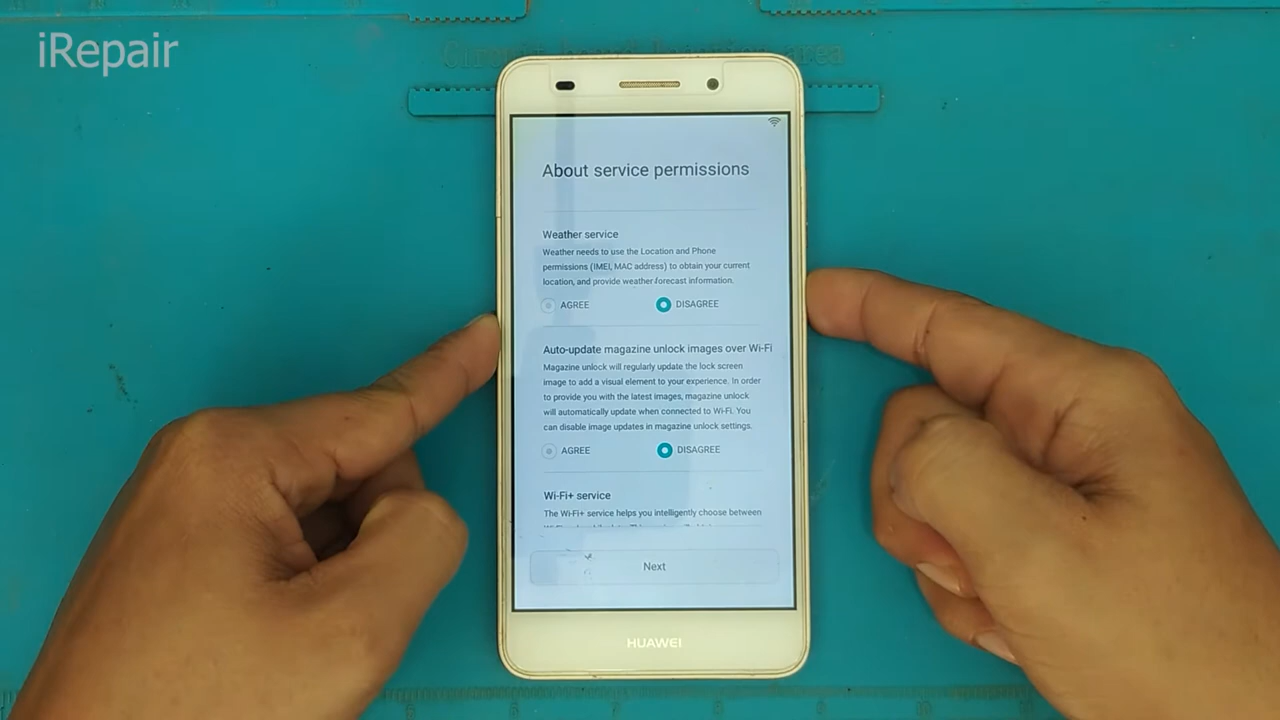 iRepair
About service permissions
Weather service
Weather needs to use the Location and Phone
permissions (IMEI, MAC address) to obtain your current
location, and provide weather forecast information.
AGREE DISAGREE
Auto-update magazine unlock images over Wi-Fi
Magazine unlock will regularly update the lock screen
image to add a visual element to your experience. In order
to provide you with the latest images, magazine unlock
will automatically update when connected to Wi-Fi. You
can disable image updates in magazine unlock settings.
AGREE DISAGREE
Wi-Fi+ service
The Wi-Fi+ service helps you intelligently choose between
Next
HUAWEI